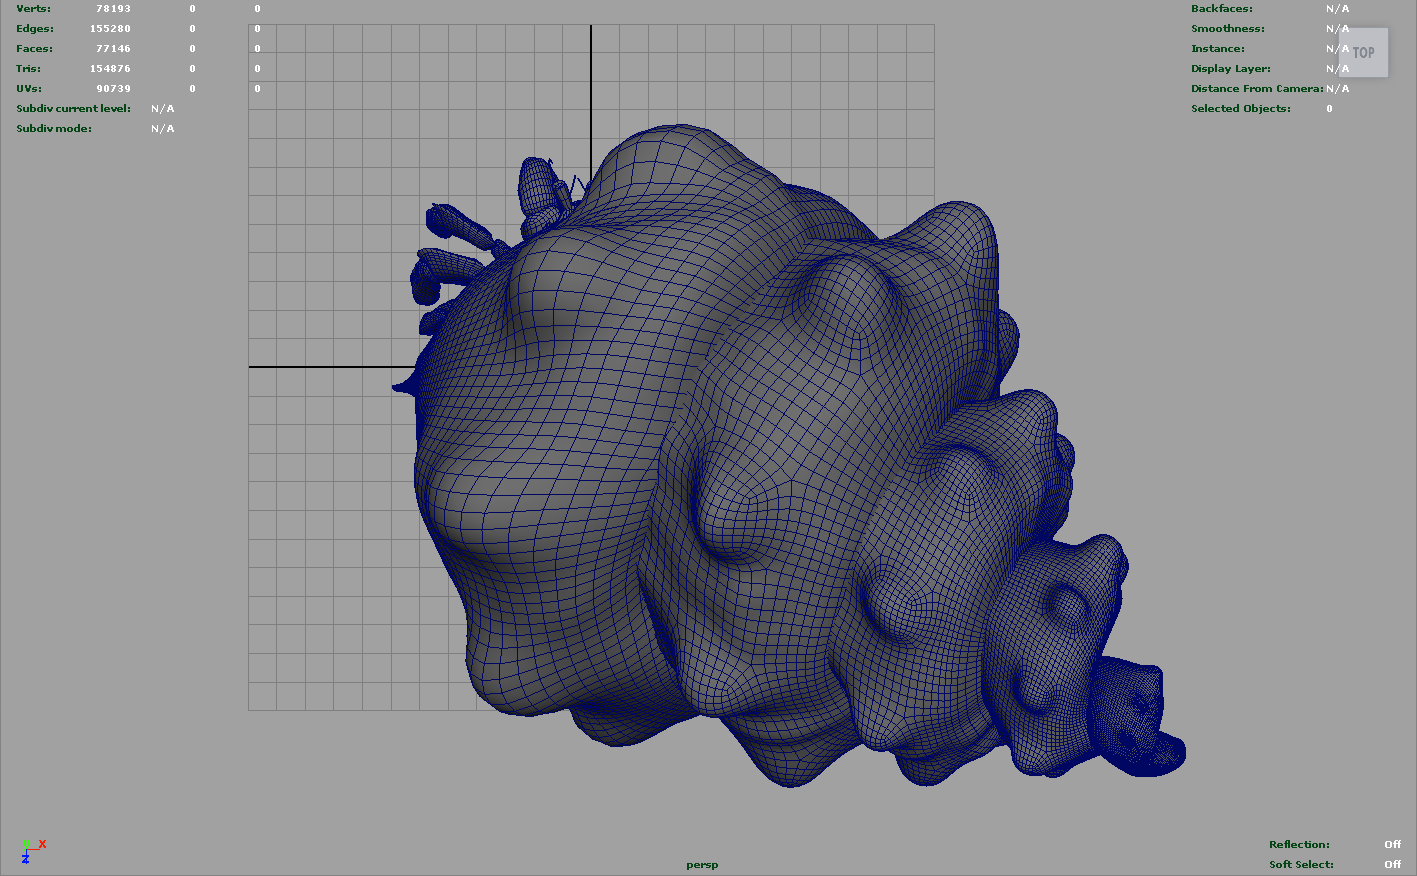 Verts: 78193 0 0
Edges: 155280 0 0
Faces: 77146 0 0
Tris: 154876 0 0
UVs: 90739 0 0
Subdiv current level: N/A
Subdiv mode: N/A
Backfaces: N/A
Smoothness: N/A
Instance: N/A
Display Layer: N/A
Distance From Camera: N/A
Selected Objects: 0
TOP
Y X
Z
persp
Reflection: Off
Soft Select: Off